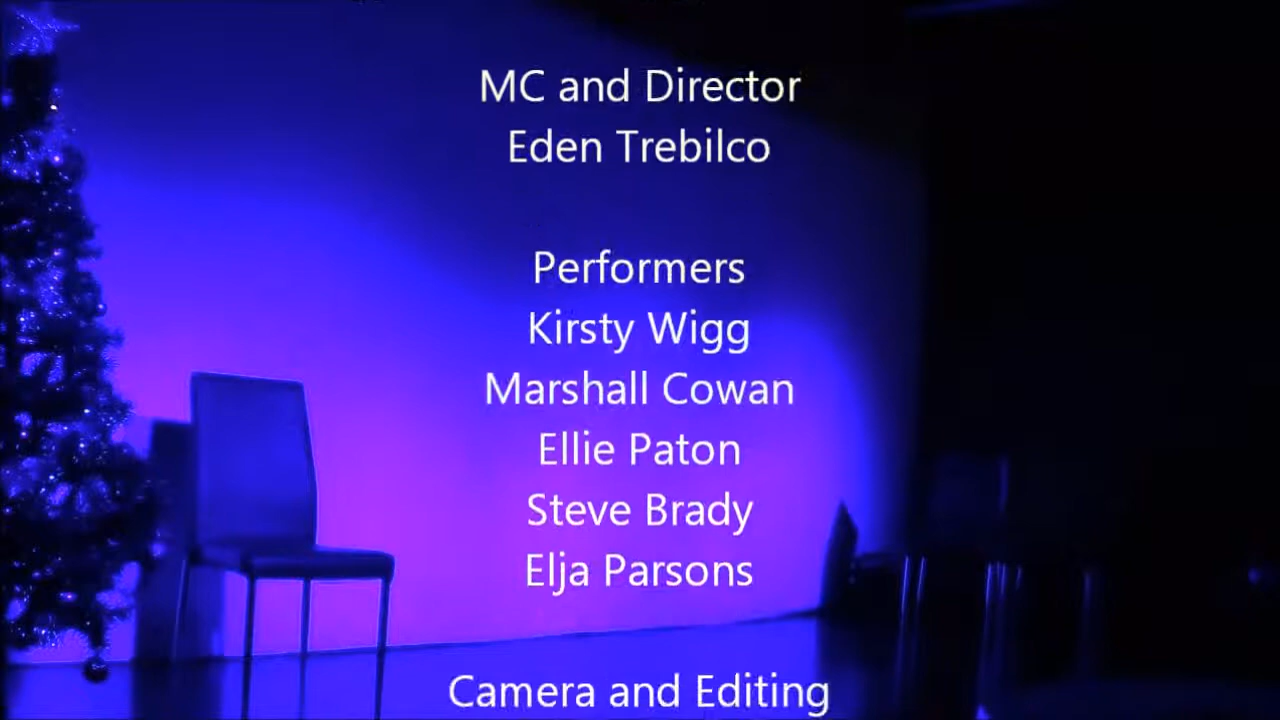 MC and Director
Eden Trebilco
Performers
Kirsty Wigg
Marshall Cowan
Ellie Paton
Steve Brady
Elja Parsons
Camera and Editing